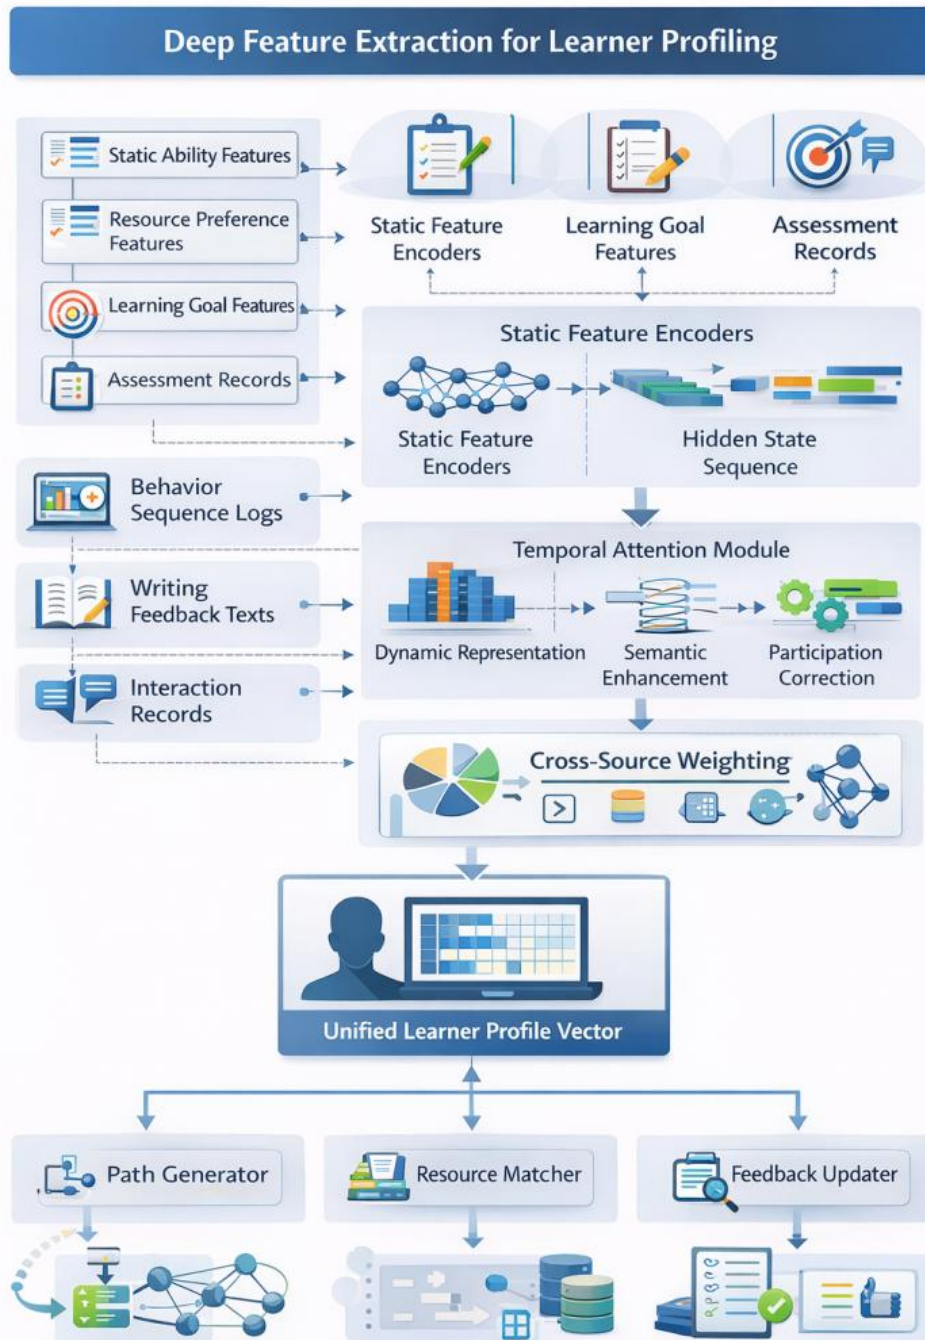 Deep Feature Extraction for Learner Profiling
Static Ability Features
Resource Preference
Features
Learning Goal Features
Assessment Records
Static Feature
Encoders
Learning Goal
Features
Assessment
Records
Static Feature Encoders
Static Feature
Encoders
Hidden State
Sequence
Behavior
Sequence Logs
Writing
Feedback Texts
Interaction
Records
Temporal Attention Module
Dynamic Representation
Semantic
Enhancement
Participation
Correction
Cross-Source Weighting
Unified Learner Profile Vector
Path Generator
Resource Matcher
Feedback Updater